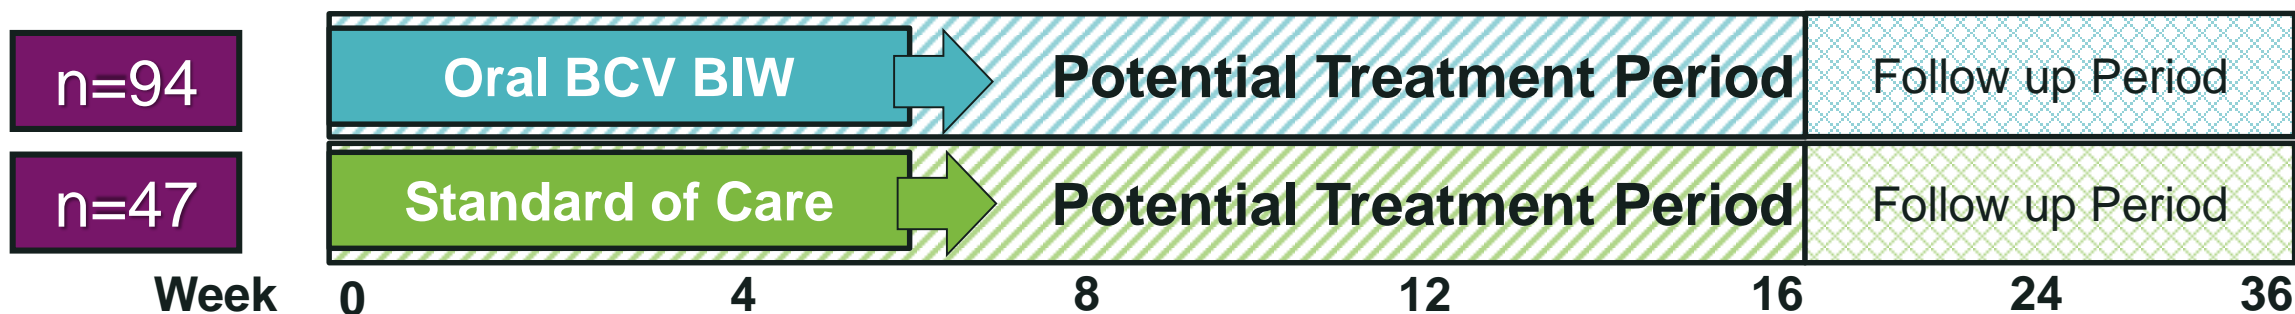 n=94 Oral BCV BIW Potential Treatment Period Follow up Period
n=47 Standard of Care Potential Treatment Period Follow up Period
Week 0 4 8 12 16 24 36